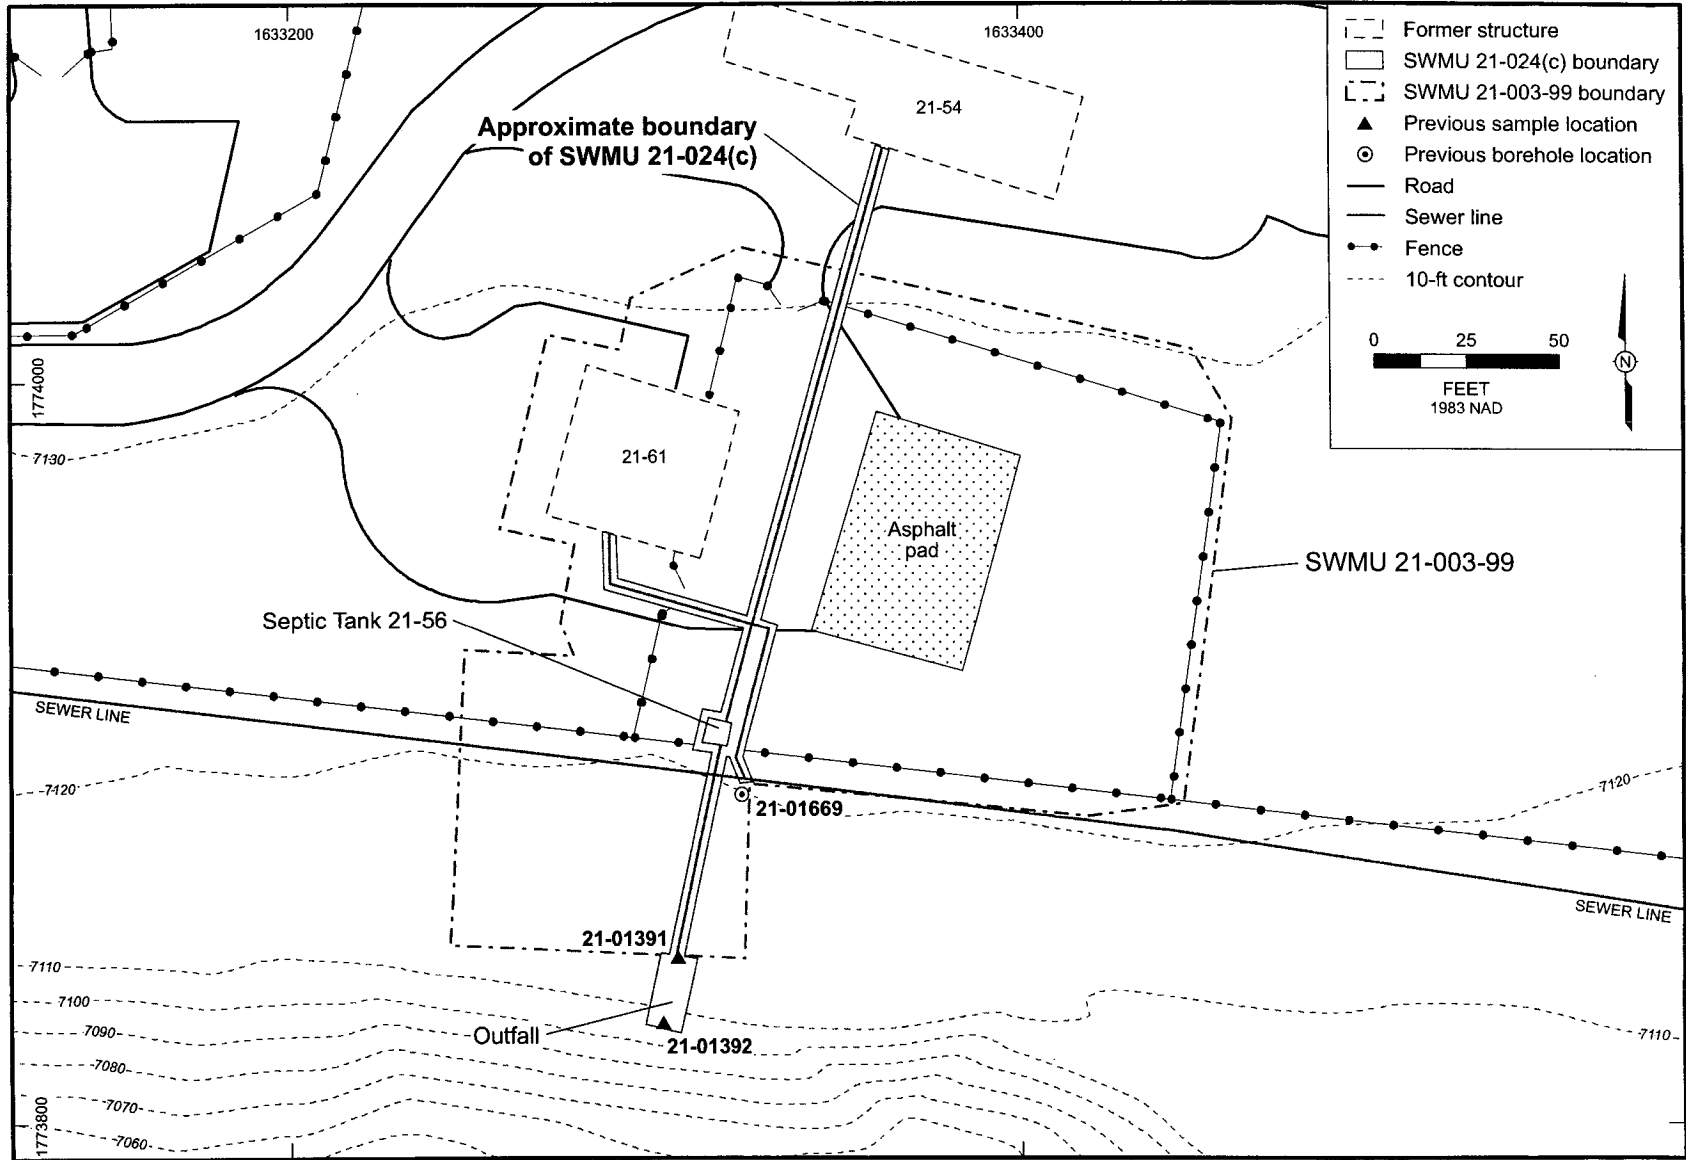 1633200
1633400
Former structure
SWMU 21-024(c) boundary
SWMU 21-003-99 boundary
Previous sample location
Previous borehole location
Road
Sewer line
Fence
10-ft contour
0 25 50
FEET
1983 NAD
N
21-54
Approximate boundary
of SWMU 21-024(c)
1774000
7130
21-61
Asphalt
pad
SWMU 21-003-99
Septic Tank 21-56
SEWER LINE
7120
7120
21-01669
SEWER LINE
21-01391
7110
7100
7090
Outfall
21-01392
7110
7080
7070
7060
1773800